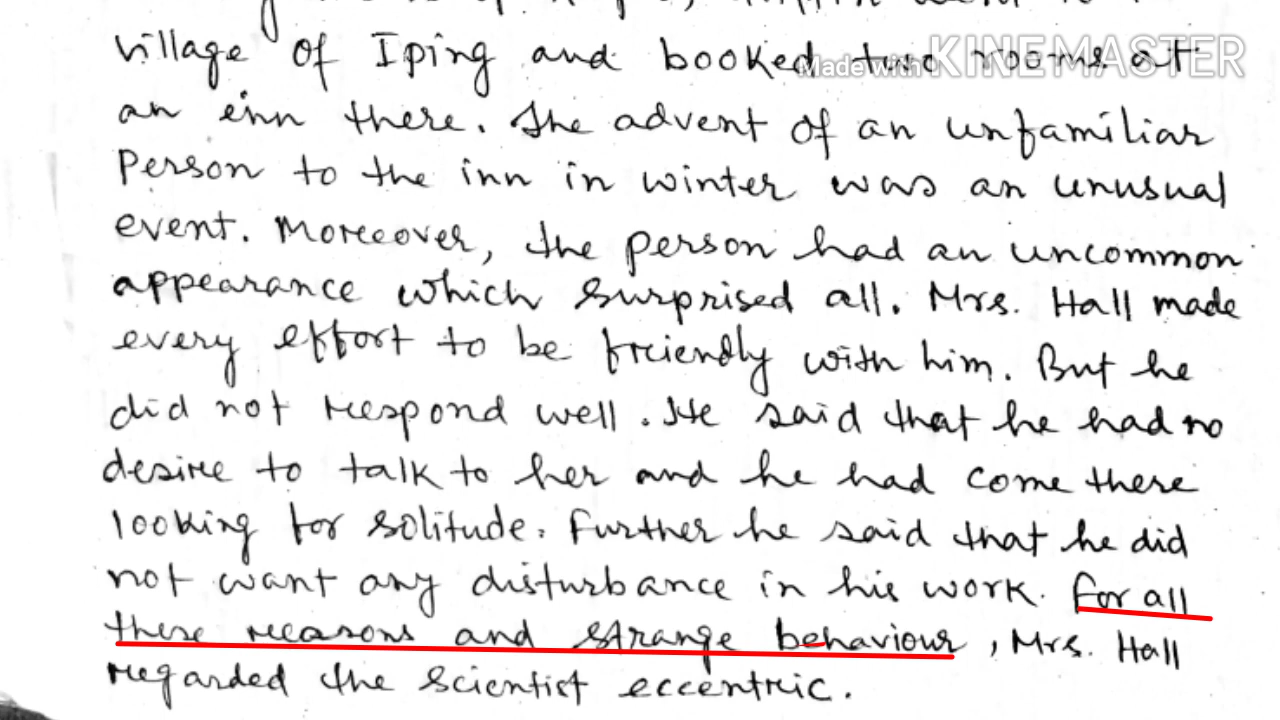 village of Iping and booked two rooms at
Made with KINEMASTER
an inn there. The advent of an unfamiliar
Person to the inn in winter was an unusual
event. Moreover, the person had an uncommon
appearance which surprised all. Mrs. Hall made
every effort to be friendly with him. But he
did not respond well. He said that he had no
desire to talk to her and he had come there
looking for solitude. Further he said that he did
not want any disturbance in his work. For all
these reasons and strange behaviour, Mrs. Hall
regarded the scientist eccentric.